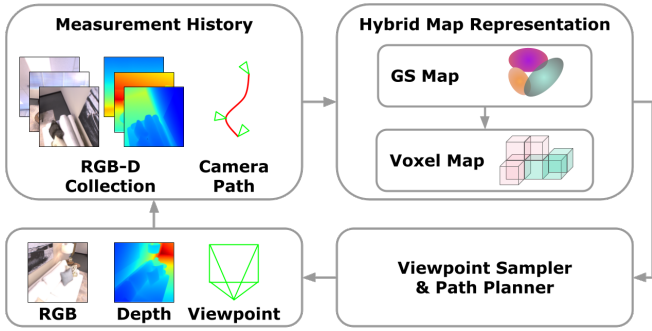 Measurement History
RGB-D
Collection
Camera
Path
Hybrid Map Representation
GS Map
Voxel Map
RGB
Depth
Viewpoint
Viewpoint Sampler
& Path Planner